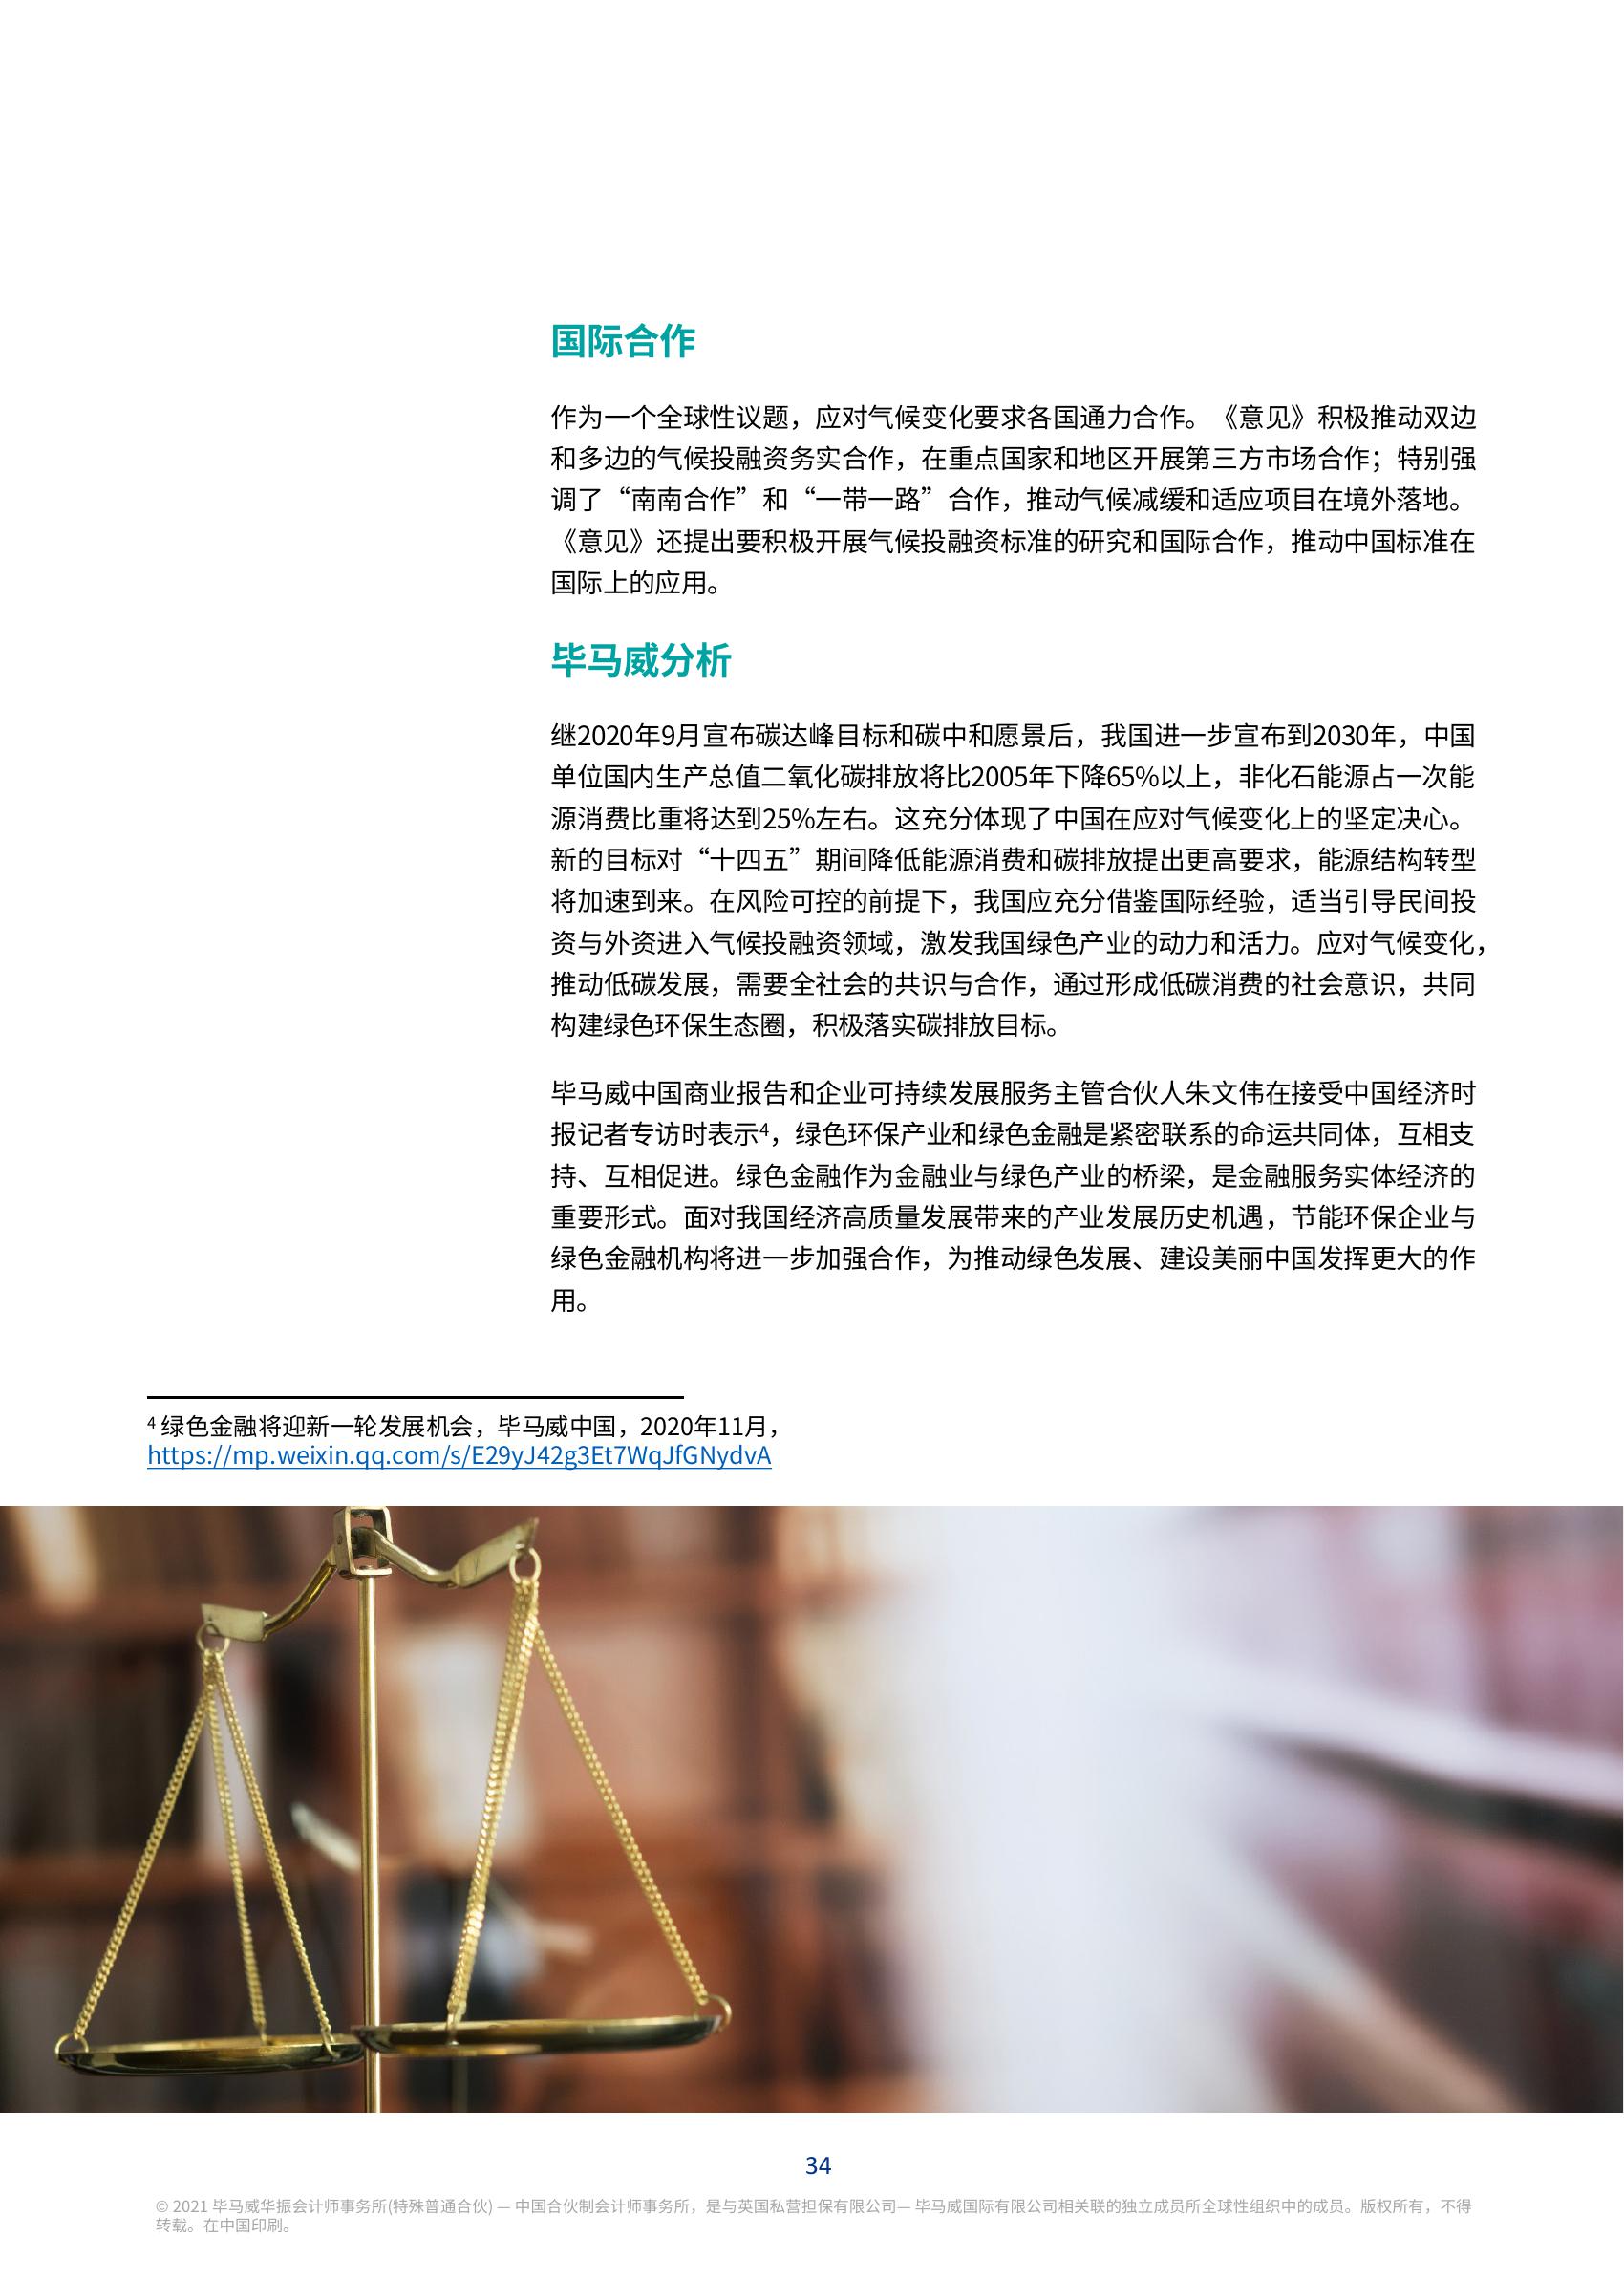 国际合作
作为一个全球性议题，应对气候变化要求各国通力合作。《意见》积极推动双边
和多边的气候投融资务实合作，在重点国家和地区开展第三方市场合作；特别强
调了“南南合作”和“一带一路”合作，推动气候减缓和适应项目在境外落地。
《意见》还提出要积极开展气候投融资标准的研究和国际合作，推动中国标准在
国际上的应用。
毕马威分析
继2020年9月宣布碳达峰目标和碳中和愿景后，我国进一步宣布到2030年，中国
单位国内生产总值二氧化碳排放将比2005年下降65%以上，非化石能源占一次能
源消费比重将达到25%左右。这充分体现了中国在应对气候变化上的坚定决心。
新的目标对“十四五”期间降低能源消费和碳排放提出更高要求，能源结构转型
将加速到来。在风险可控的前提下，我国应充分借鉴国际经验，适当引导民间投
资与外资进入气候投融资领域，激发我国绿色产业的动力和活力。应对气候变化，
推动低碳发展，需要全社会的共识与合作，通过形成低碳消费的社会意识，共同
构建绿色环保生态圈，积极落实碳排放目标。
毕马威中国商业报告和企业可持续发展服务主管合伙人朱文伟在接受中国经济时
报记者专访时表示4，绿色环保产业和绿色金融是紧密联系的命运共同体，互相支
持、互相促进。绿色金融作为金融业与绿色产业的桥梁，是金融服务实体经济的
重要形式。面对我国经济高质量发展带来的产业发展历史机遇，节能环保企业与
绿色金融机构将进一步加强合作，为推动绿色发展、建设美丽中国发挥更大的作
用。
4 绿色金融将迎新一轮发展机会，毕马威中国，2020年11月，
https://mp.weixin.qq.com/s/E29yJ42g3Et7WqJfGNydvA
34
© 2021 毕马威华振会计师事务所(特殊普通合伙) — 中国合伙制会计师事务所，是与英国私营担保有限公司— 毕马威国际有限公司相关联的独立成员所全球性组织中的成员。版权所有，不得
转载。在中国印刷。